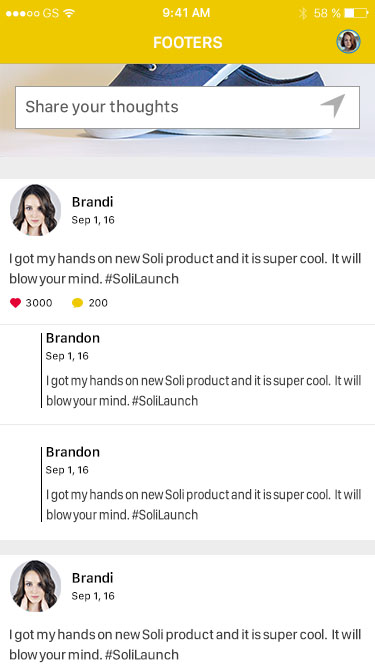 GS 9:41 AM 58 %
FOOTERS
Share your thoughts
Brandi
Sep 1, 16
I got my hands on new Soli product and it is super cool. It will
blow your mind. #SoliLaunch
3000 200
Brandon
Sep 1, 16
I got my hands on new Soli product and it is super cool. It will
blow your mind. #SoliLaunch
Brandon
Sep 1, 16
I got my hands on new Soli product and it is super cool. It will
blow your mind. #SoliLaunch
Brandi
Sep 1, 16
I got my hands on new Soli product and it is super cool. It will
blow your mind. #SoliLaunch